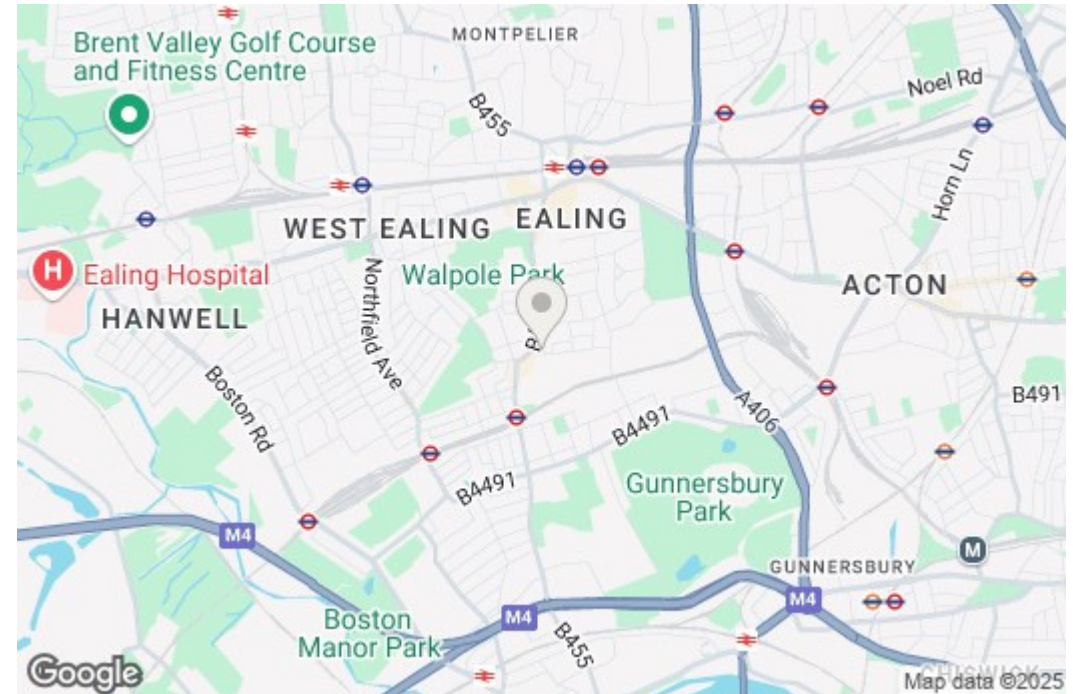 MONTPELIER
Brent Valley Golf Course
and Fitness Centre
Noel Rd
B455
Horn Ln
WEST EALING
EALING
Walpole Park
H
Ealing Hospital
ACTON
HANWELL
Northfield Ave
Boston Rd
B491
A406
B4491
B4491
Gunnersbury
Park
M4
M
GUNNERSBURY
M4
M4
Boston
Manor Park
B455
CHISWICK
Google
Map data ©2025